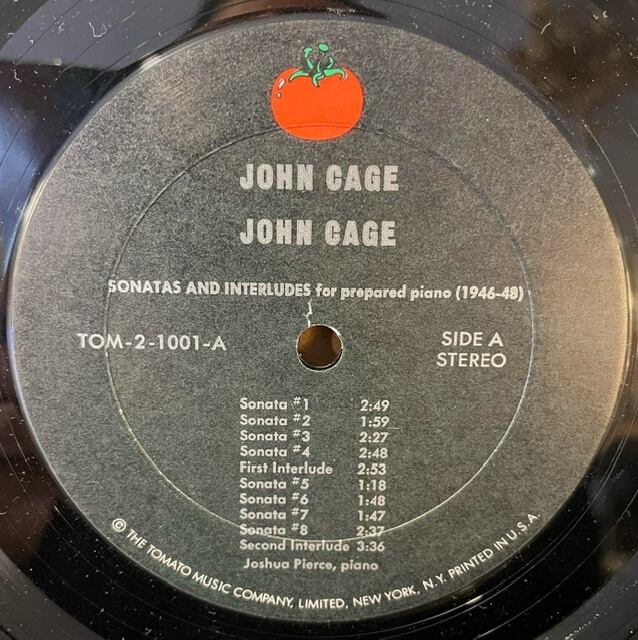 JOHN CAGE
JOHN CAGE
SONATAS AND INTERLUDES for prepared piano (1946-48)
TOM-2-1001-A
SIDE A
STEREO
Sonata #1 2:49
Sonata #2 1:59
Sonata #3 2:27
Sonata #4 2:48
First Interlude 2:53
Sonata #5 1:18
Sonata #6 1:48
Sonata #7 1:47
Sonata #8 2:37
Second Interlude 3:36
Joshua Pierce, piano
© THE TOMATO MUSIC COMPANY, LIMITED, NEW YORK, N.Y. PRINTED IN U.S.A.